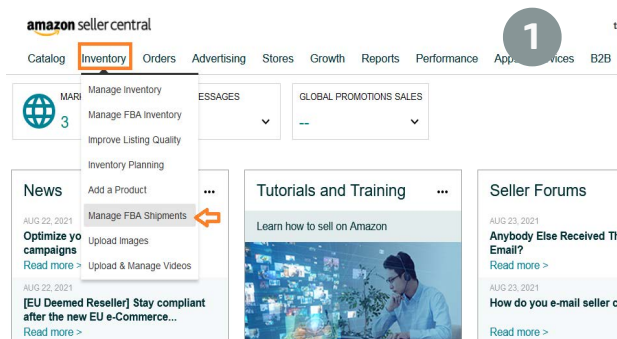 amazon seller central
1
t
Catalog Inventory Orders Advertising Stores Growth Reports Performance B2B
Manage Inventory
Manage FBA Inventory
Improve Listing Quality
Inventory Planning
Add a Product
Manage FBA Shipments
Upload Images
Upload & Manage Videos
3
GLOBAL PROMOTIONS SALES
--
News
AUG 22, 2021
Optimize
campaigns
Read more >
AUG 22, 2021
[EU Deemed Reseller] Stay compliant
after the new EU e-Commerce...
Read more >
Tutorials and Training
Learn how to sell on Amazon
Seller Forums
AUG 23, 2021
Anybody Else Received
Email?
Read more >
AUG 23, 2021
How do you e-mail seller
Read more >